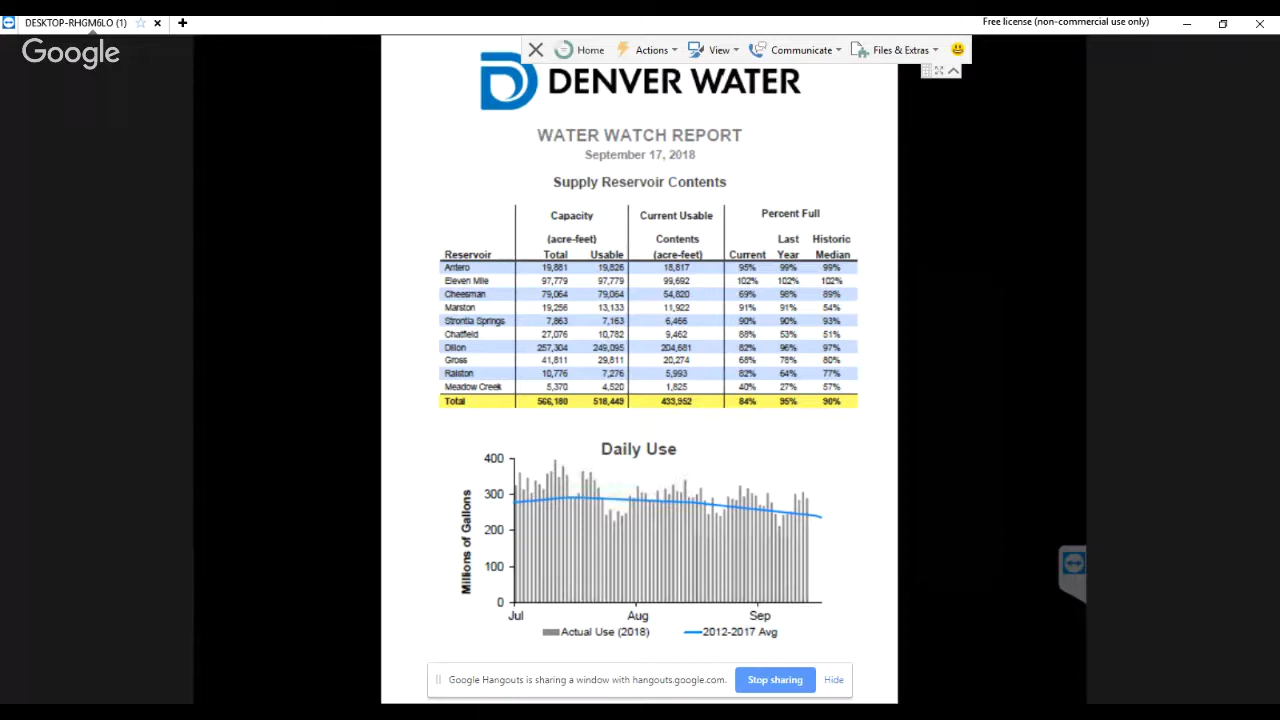 DESKTOP-RHGM6LO (1)
Free license (non-commercial use only)
Google
Home Actions View Communicate Files & Extras
DENVER WATER
WATER WATCH REPORT
September 17, 2018
Supply Reservoir Contents
Capacity Current Usable Percent Full
(acre-feet) Contents Last Historic
Reservoir Total Usable (acre-feet) Current Year Median
Antero 19,881 19,826 18,817 95% 99% 99%
Eleven Mile 97,779 97,779 99,692 102% 102% 102%
Cheesman 79,064 79,064 54,820 69% 98% 89%
Marston 19,256 13,133 11,922 91% 91% 54%
Strontia Springs 7,863 7,163 6,466 90% 90% 93%
Chatfield 27,076 10,782 9,462 88% 53% 51%
Dillon 257,304 249,095 204,681 82% 96% 97%
Gross 41,811 29,811 20,274 68% 78% 80%
Ralston 10,776 7,276 5,993 82% 64% 77%
Meadow Creek 5,370 4,520 1,825 40% 27% 57%
Total 566,180 518,449 433,952 84% 95% 90%
Daily Use
400
300
200
100
0
Millions of Gallons
Jul Aug Sep
Actual Use (2018) 2012-2017 Avg
Google Hangouts is sharing a window with hangouts.google.com. Stop sharing Hide